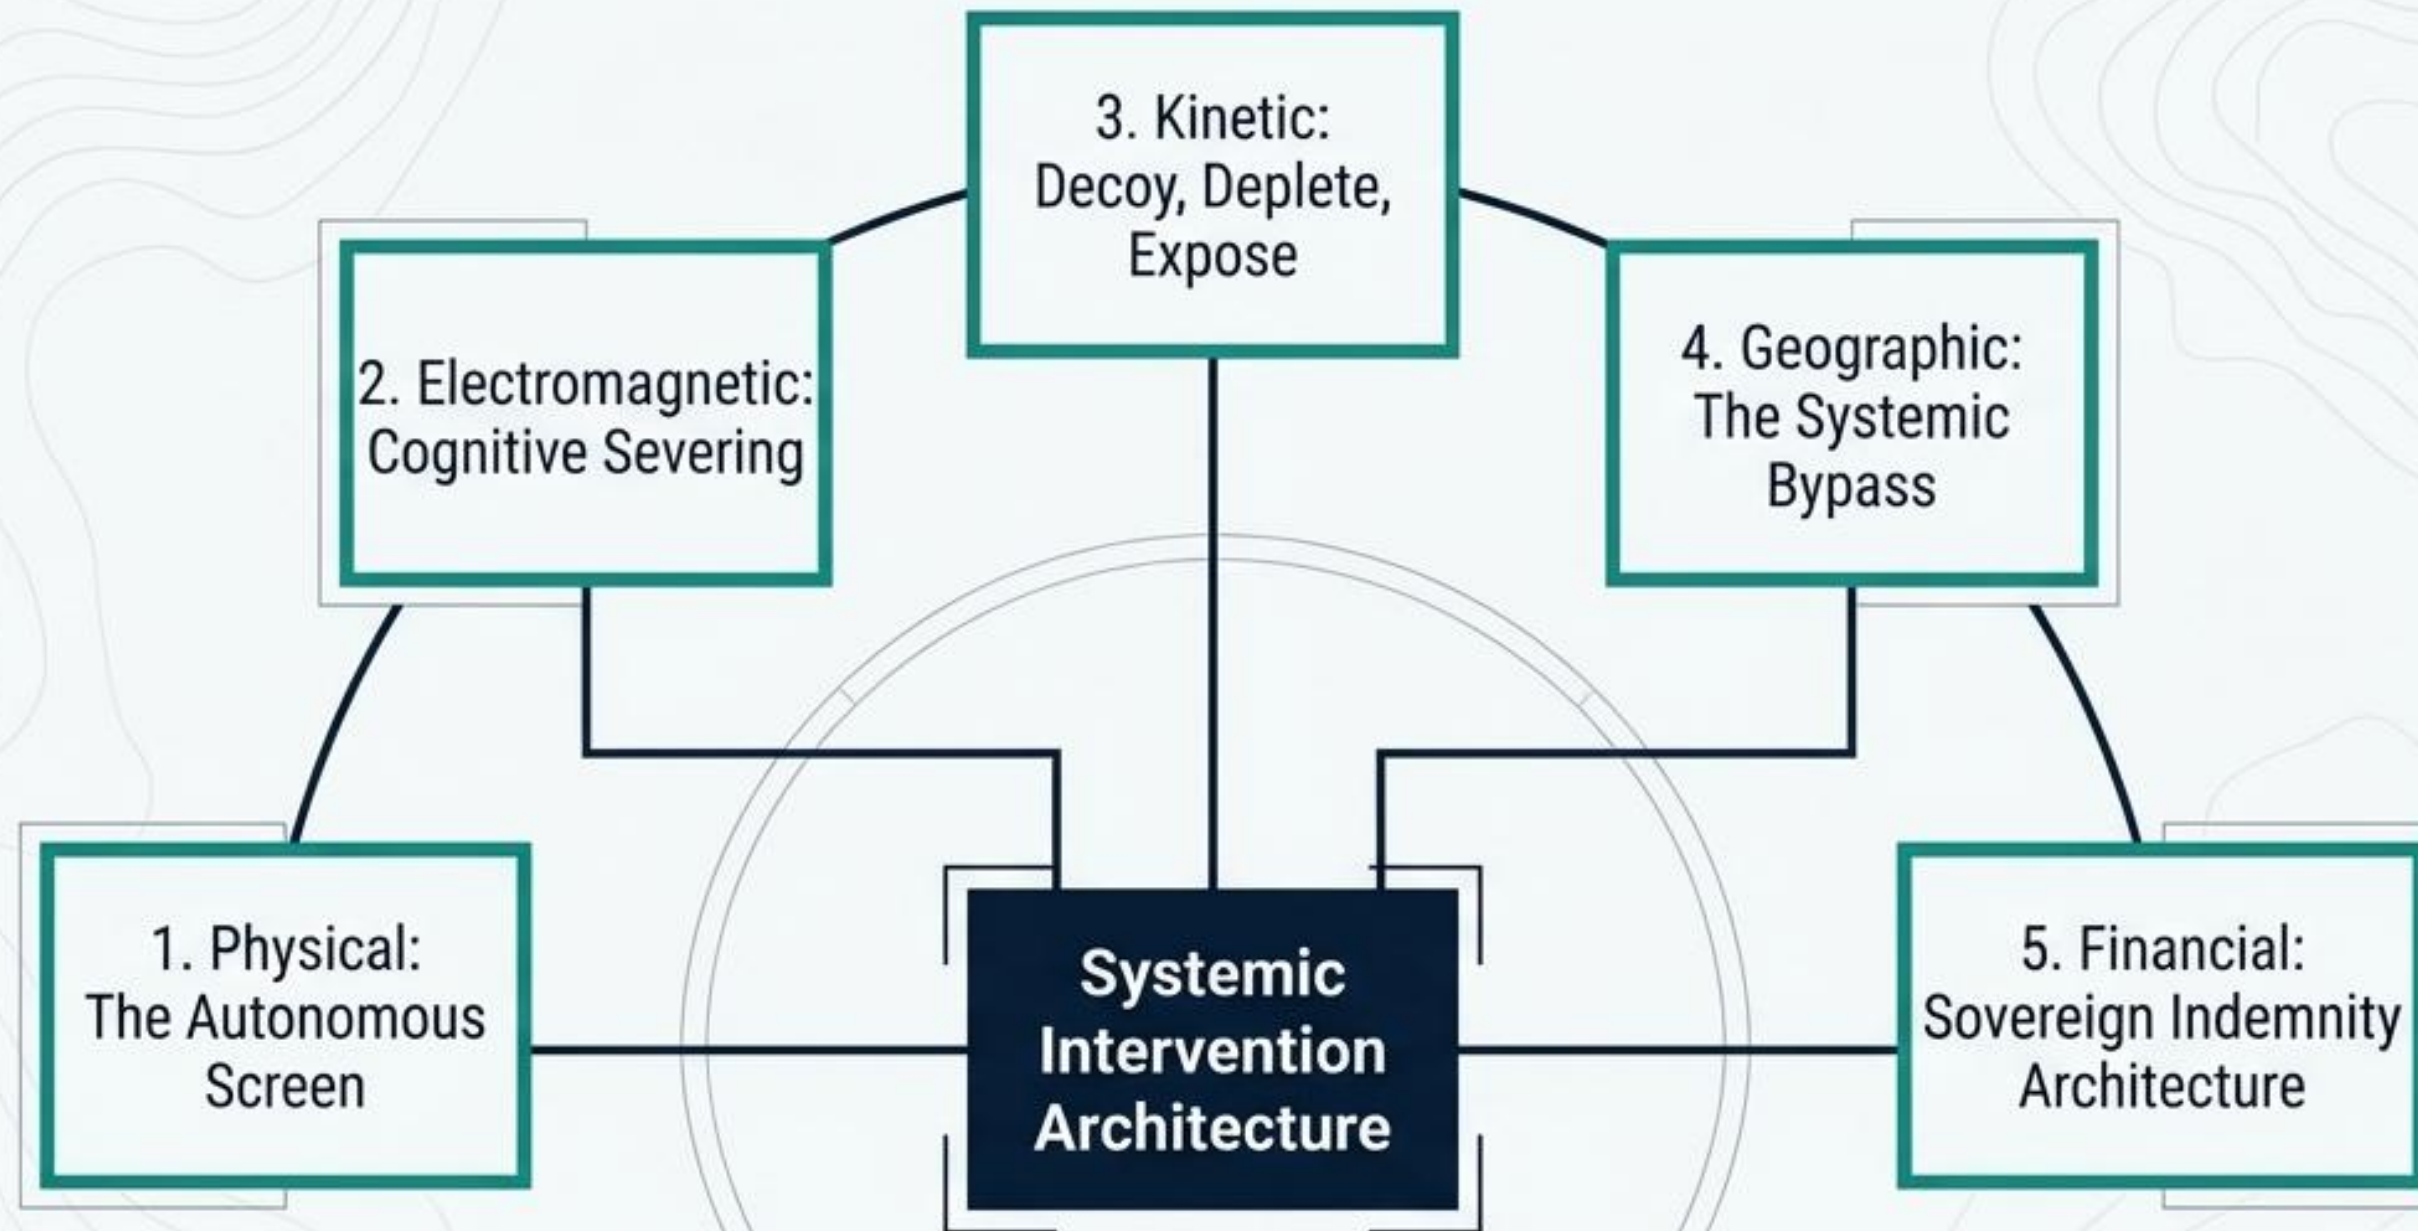 1. Physical:
The Autonomous
Screen
2. Electromagnetic:
Cognitive Severing
3. Kinetic:
Decoy, Deplete,
Expose
4. Geographic:
The Systemic
Bypass
5. Financial:
Sovereign Indemnity
Architecture
Systemic
Intervention
Architecture